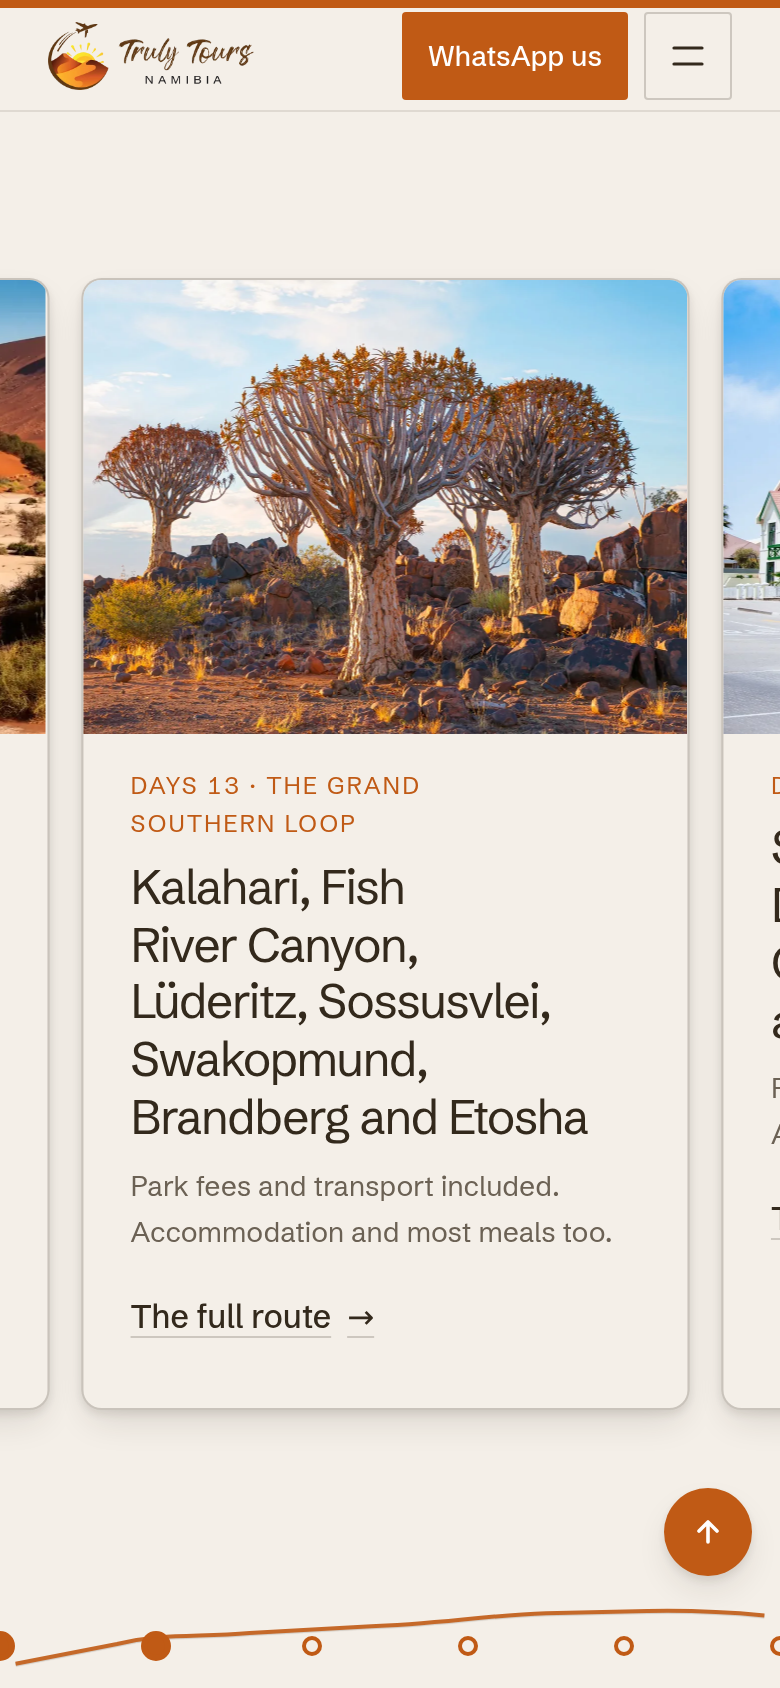 Truly Tours
NAMIBIA
WhatsApp us
DAYS 13 · THE GRAND
SOUTHERN LOOP
Kalahari, Fish
River Canyon,
Lüderitz, Sossusvlei,
Swakopmund,
Brandberg and Etosha
Park fees and transport included.
Accommodation and most meals too.
The full route →